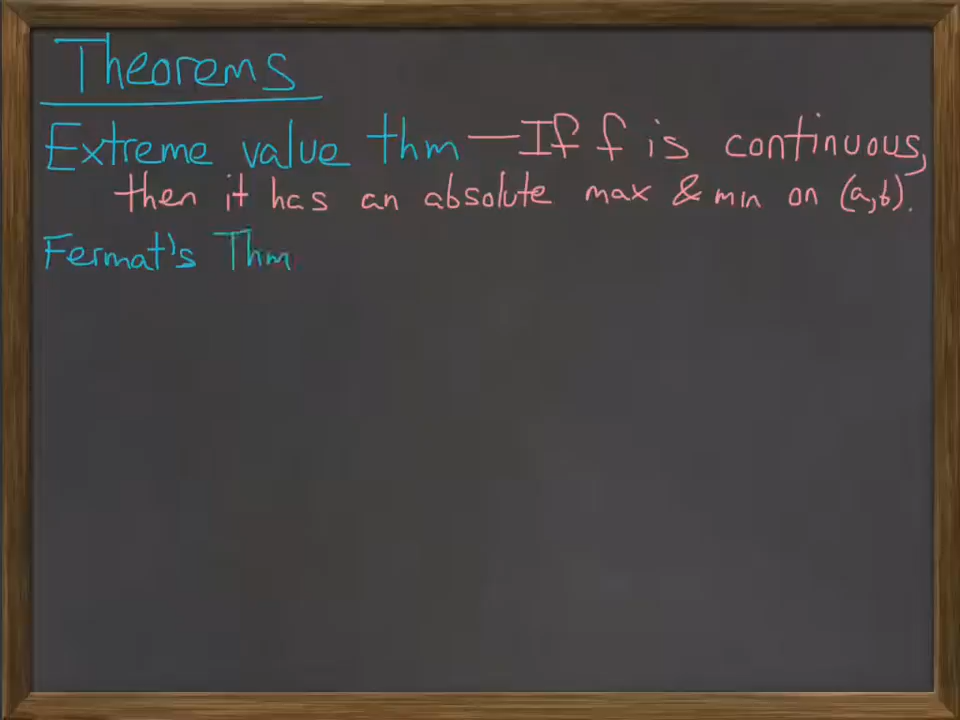 Theorems
Extreme value thm — If f is continuous,
then it has an absolute max & min on (a,b).
Fermat's Thm